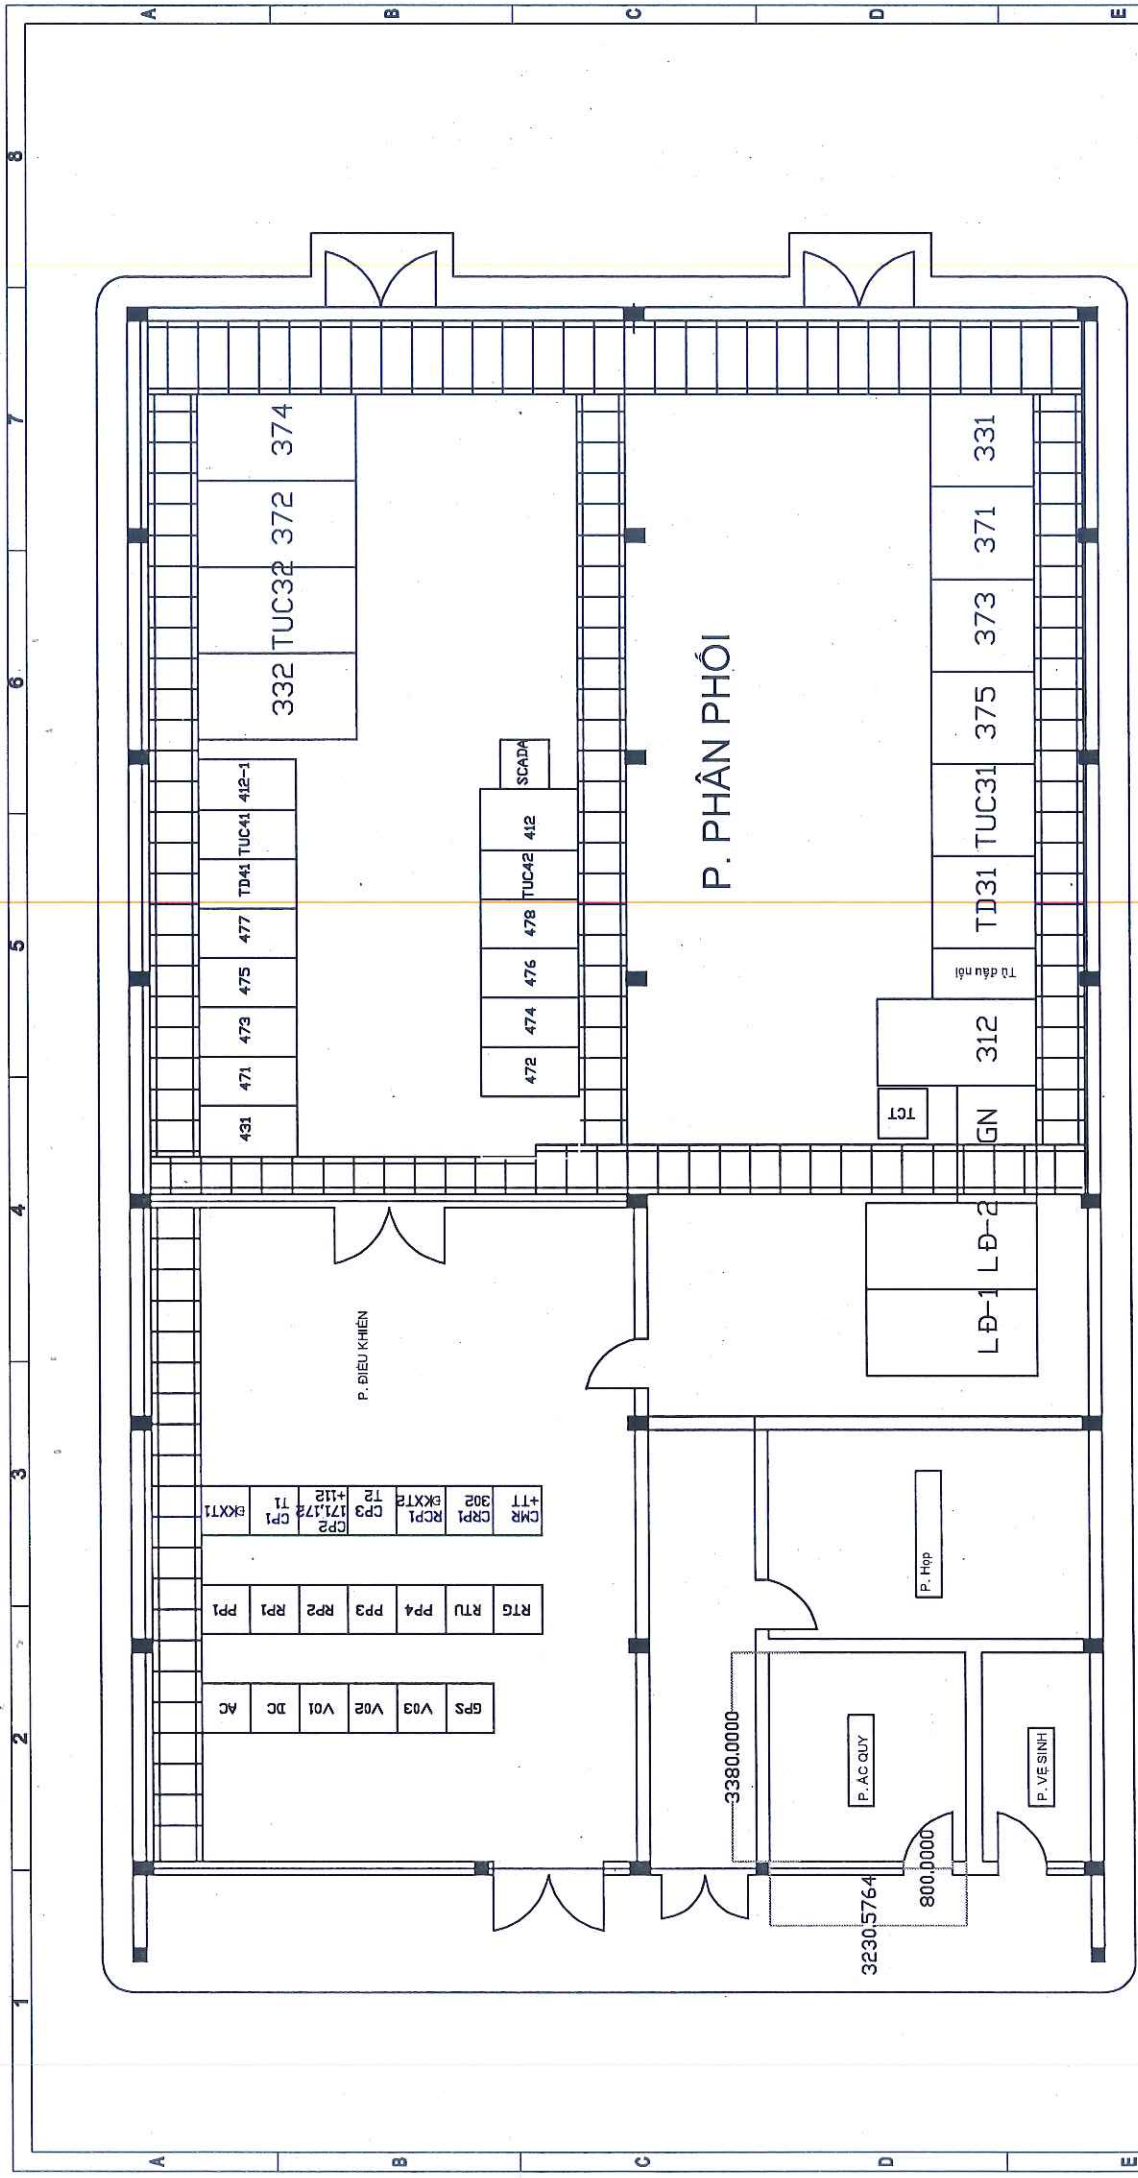 1
2
3
4
5
6
7
8
A
B
C
D
E
431
471
473
475
477
TD41
TUC41
412-1
332
TUC32
372
374
472
474
476
478
TUC42
412
SCADA
P. PHÂN PHỐI
TCT
GN
312
Tủ đấu nối
TD31
TUC31
375
373
371
331
LĐ-1
LĐ-2
P. ĐIỀU KHIỂN
AC
DC
V01
V02
V03
GPS
PP1
RP1
RP2
PP3
PP4
RTU
RTG
ĐKXT1
CP1
T1
CP2
171,172
+112
CP3
T2
RCP1
ĐKXT2
CRP1
302
CMR
+TT
P. Họp
P. ẮC QUY
P. VỆ SINH
3380.0000
3230.5764
800.0000
A
B
C
D
E